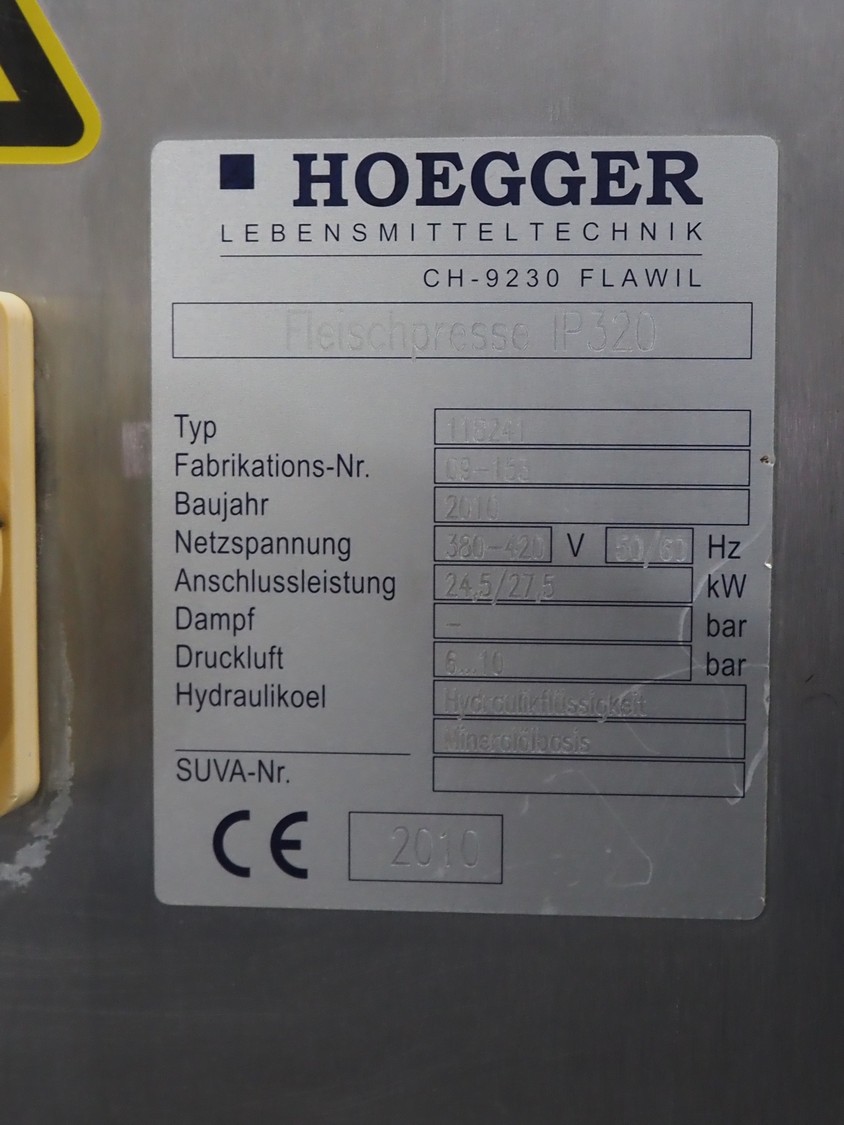 HOEGGER
LEBENSMITTELTECHNIK
CH-9230 FLAWIL
Fleischpresse IP320
Typ 116241
Fabrikations-Nr. 09-155
Baujahr 2010
Netzspannung 380-420 V 50/60 Hz
Anschlussleistung 24,5/27,5 kW
Dampf - bar
Druckluft 6...10 bar
Hydraulikoel Hydraulikflüssigkeit
Mineralölbasis
SUVA-Nr.
CE 2010